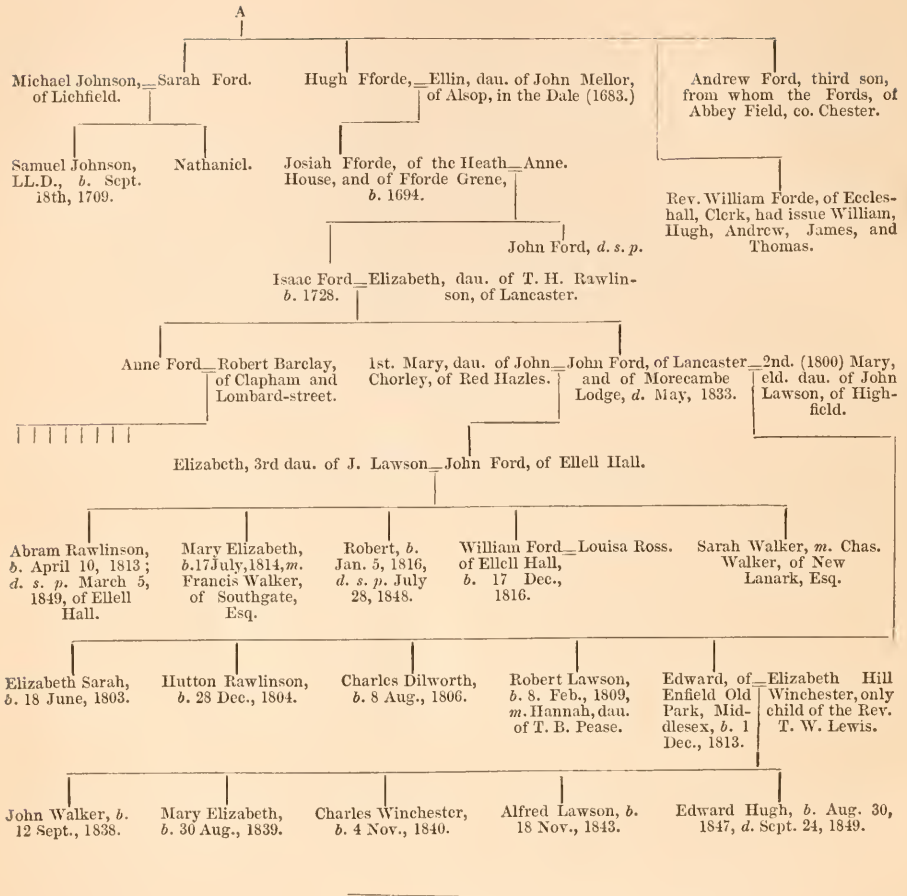 A
Michael Johnson,=Sarah Ford.
of Lichfield.
Hugh Fforde,=Ellin, dau. of John Mellor,
of Alsop, in the Dale (1683.)
Andrew Ford, third son,
from whom the Fords, of
Abbey Field, co. Chester.
Samuel Johnson,
LL.D., b. Sept.
18th, 1709.
Nathaniel.
Josiah Fforde, of the Heath=Anne.
House, and of Fforde Grene,
b. 1694.
Rev. William Forde, of Eccles-
hall, Clerk, had issue William,
Hugh, Andrew, James, and
Thomas.
John Ford, d. s. p.
Isaac Ford=Elizabeth, dau. of T. H. Rawlin-
b. 1728. son, of Lancaster.
Anne Ford=Robert Barclay,
of Clapham and
Lombard-street.
1st. Mary, dau. of John=John Ford, of Lancaster=2nd. (1800) Mary,
Chorley, of Red Hazles. and of Morecambe eld. dau. of John
Lodge, d. May, 1833. Lawson, of High-
field.
Elizabeth, 3rd dau. of J. Lawson=John Ford, of Ellell Hall.
Abram Rawlinson,
b. April 10, 1813;
d. s. p. March 5,
1849, of Ellell
Hall.
Mary Elizabeth,
b.17July,1814,m.
Francis Walker,
of Southgate,
Esq.
Robert, b.
Jan. 5, 1816,
d. s. p. July
28, 1848.
William Ford=Louisa Ross.
of Ellell Hall,
b. 17 Dec.,
1816.
Sarah Walker, m. Chas.
Walker, of New
Lanark, Esq.
Elizabeth Sarah,
b. 18 June, 1803.
Hutton Rawlinson,
b. 28 Dec., 1804.
Charles Dilworth,
b. 8 Aug., 1806.
Robert Lawson,
b. 8. Feb., 1809,
m. Hannah, dau.
of T. B. Pease.
Edward, of=Elizabeth Hill
Enfield Old Winchester, only
Park, Mid- child of the Rev.
dlesex, b. 1 T. W. Lewis.
Dec., 1813.
John Walker, b.
12 Sept., 1838.
Mary Elizabeth,
b. 30 Aug., 1839.
Charles Winchester,
b. 4 Nov., 1840.
Alfred Lawson, b.
18 Nov., 1843.
Edward Hugh, b. Aug. 30,
1847, d. Sept. 24, 1849.